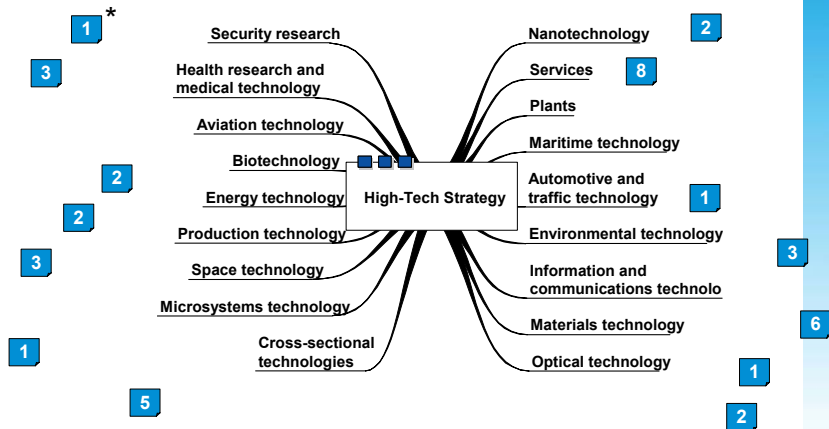 1 *
3
2
2
3
1
5
Security research
Health research and
medical technology
Aviation technology
Biotechnology
Energy technology
Production technology
Space technology
Microsystems technology
Cross-sectional
technologies
High-Tech Strategy
Nanotechnology
Services
Plants
Maritime technology
Automotive and
traffic technology
Environmental technology
Information and
communications technolo
Materials technology
Optical technology
2
8
1
3
6
1
2